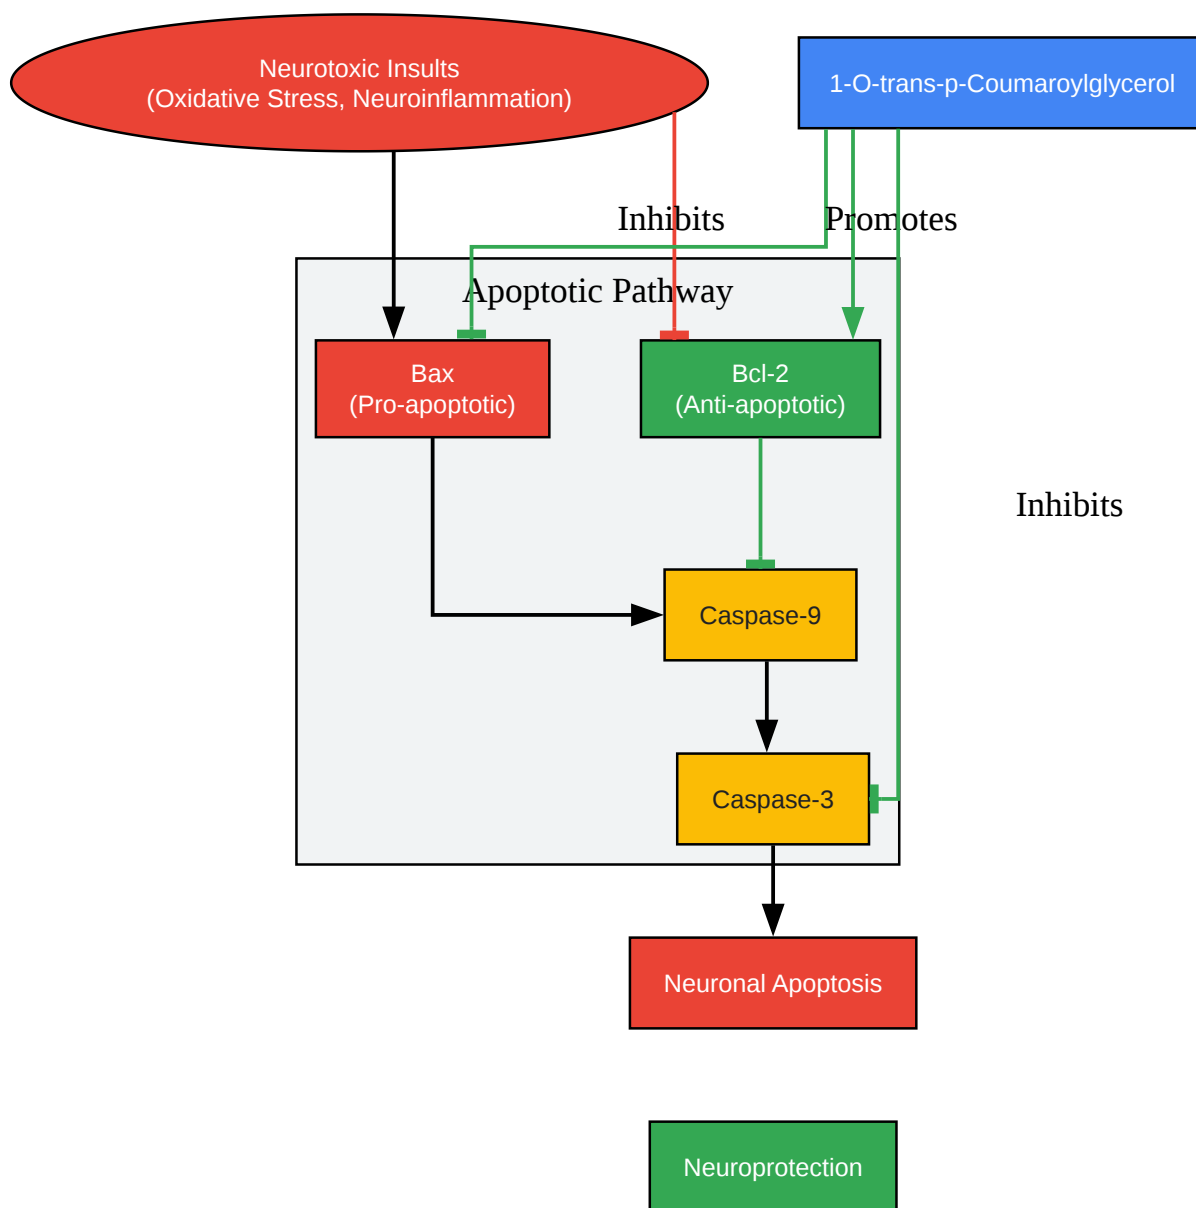 Neurotoxic Insults
(Oxidative Stress, Neuroinflammation)
1-O-trans-p-Coumaroylglycerol
Inhibits
Promotes
Apoptotic Pathway
Bax
(Pro-apoptotic)
Bcl-2
(Anti-apoptotic)
Inhibits
Caspase-9
Caspase-3
Neuronal Apoptosis
Neuroprotection